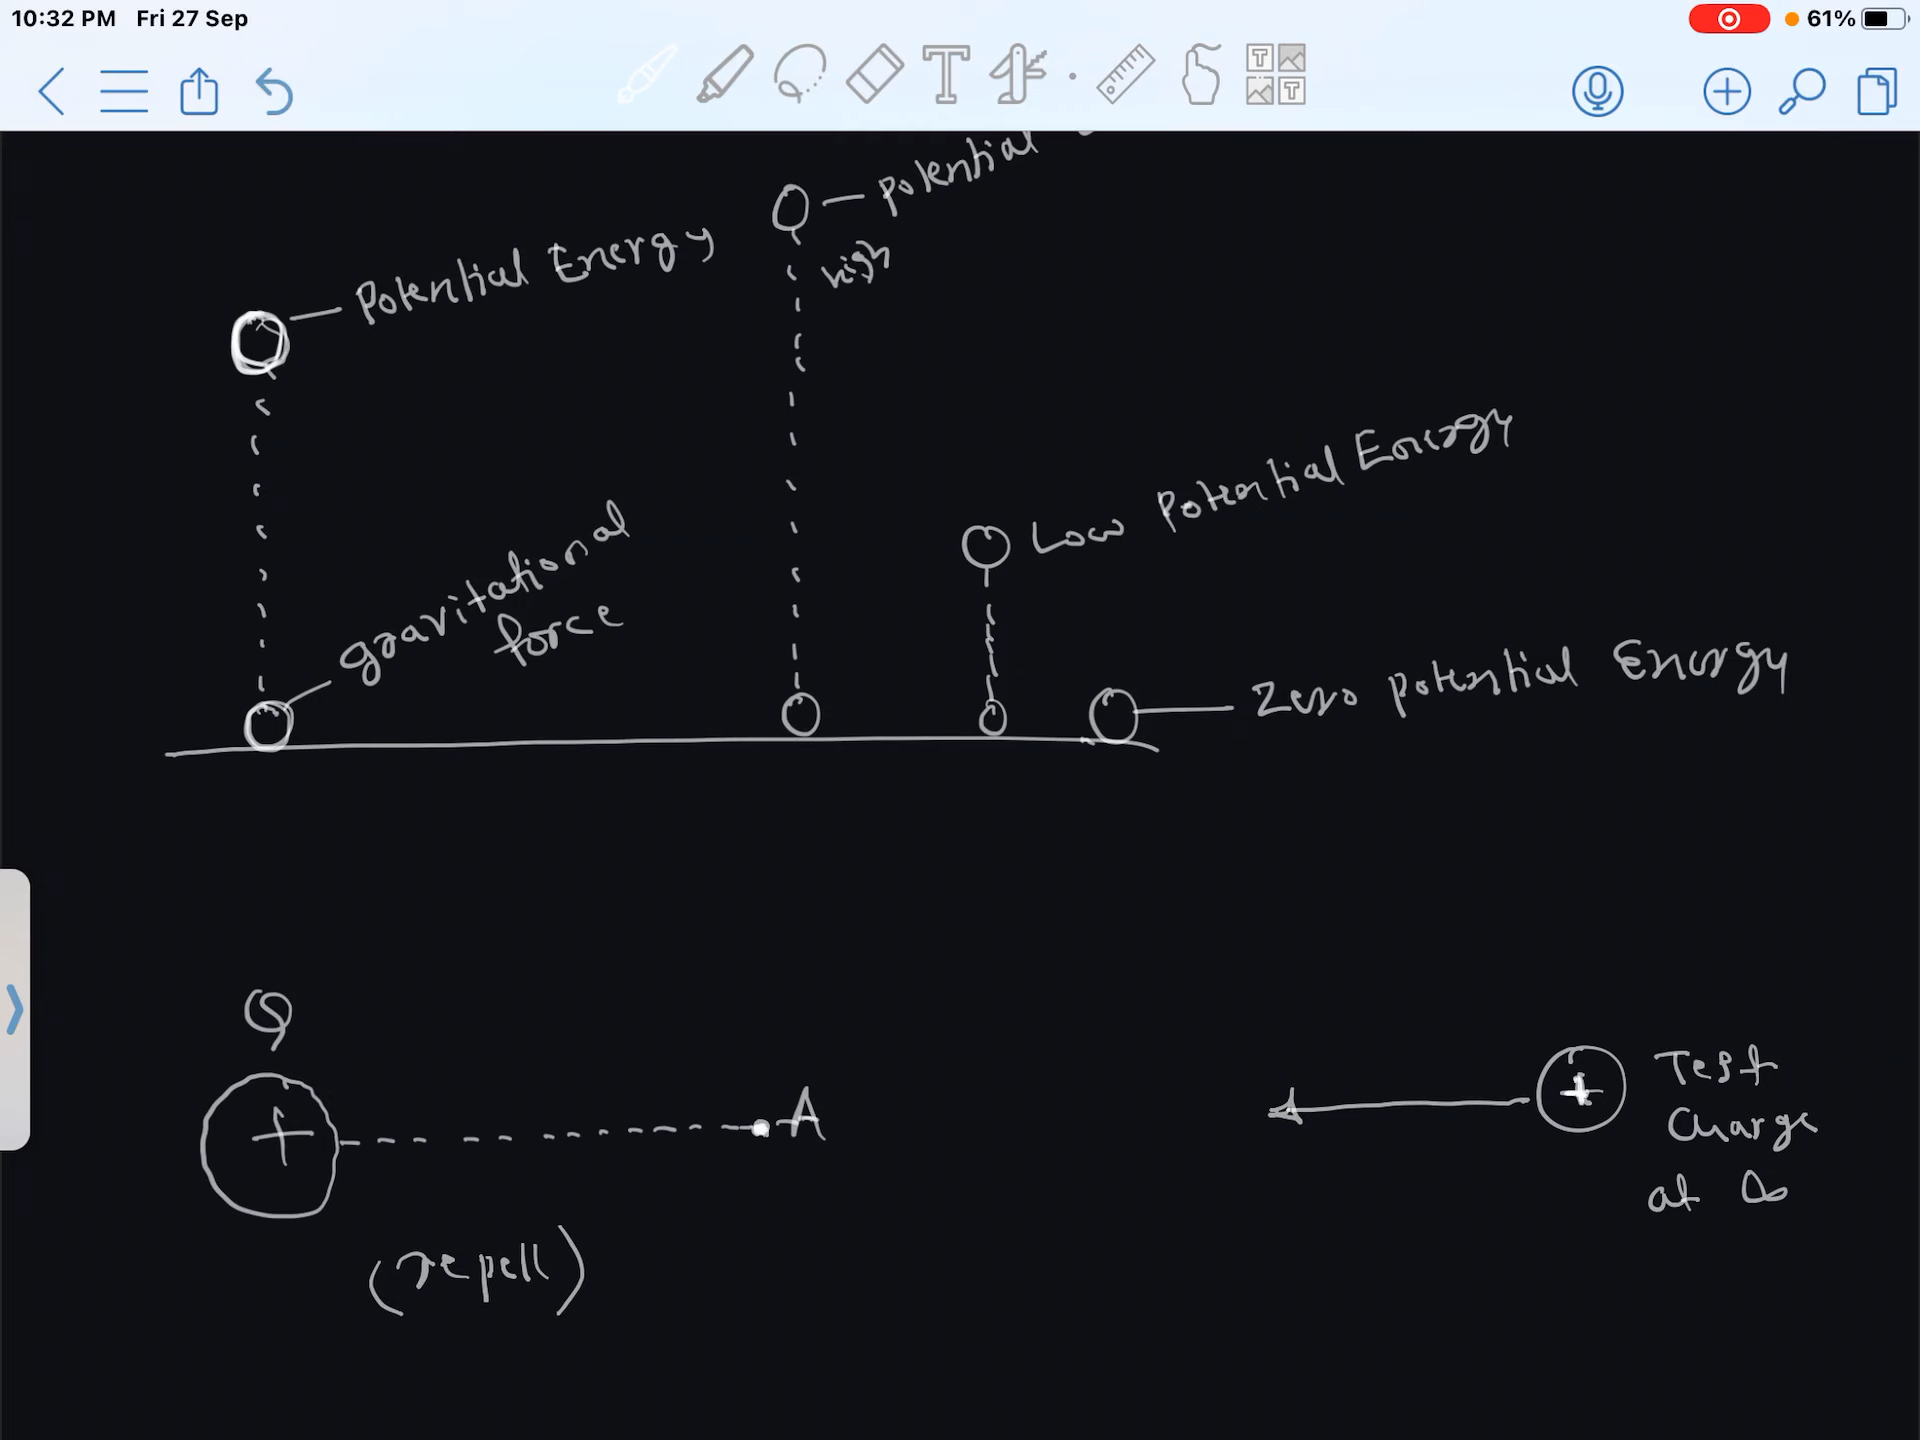 10:32 PM Fri 27 Sep
61%
Potential Energy
potential
high
gravitational
force
Low Potential Energy
Zero potential Energy
Q
+
A
+
Test
Charge
at ∞
(repell)